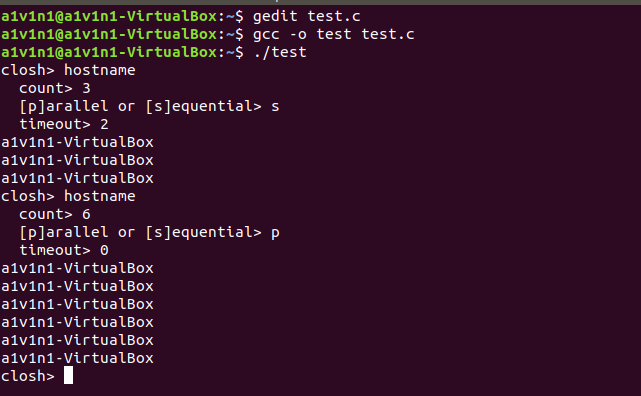 a1v1n1@a1v1n1-VirtualBox:~$ gedit test.c
a1v1n1@a1v1n1-VirtualBox:~$ gcc -o test test.c
a1v1n1@a1v1n1-VirtualBox:~$ ./test
closh> hostname
  count> 3
  [p]arallel or [s]equential> s
  timeout> 2
a1v1n1-VirtualBox
a1v1n1-VirtualBox
a1v1n1-VirtualBox
closh> hostname
  count> 6
  [p]arallel or [s]equential> p
  timeout> 0
a1v1n1-VirtualBox
a1v1n1-VirtualBox
a1v1n1-VirtualBox
a1v1n1-VirtualBox
a1v1n1-VirtualBox
a1v1n1-VirtualBox
closh>